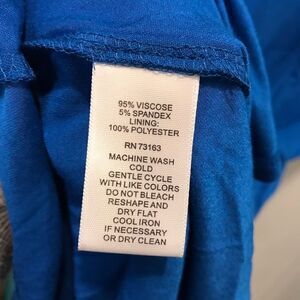 95% VISCOSE
5% SPANDEX
LINING:
100% POLYESTER
RN 73163
MACHINE WASH
COLD
GENTLE CYCLE
WITH LIKE COLORS
DO NOT BLEACH
RESHAPE AND
DRY FLAT
COOL IRON
IF NECESSARY
OR DRY CLEAN